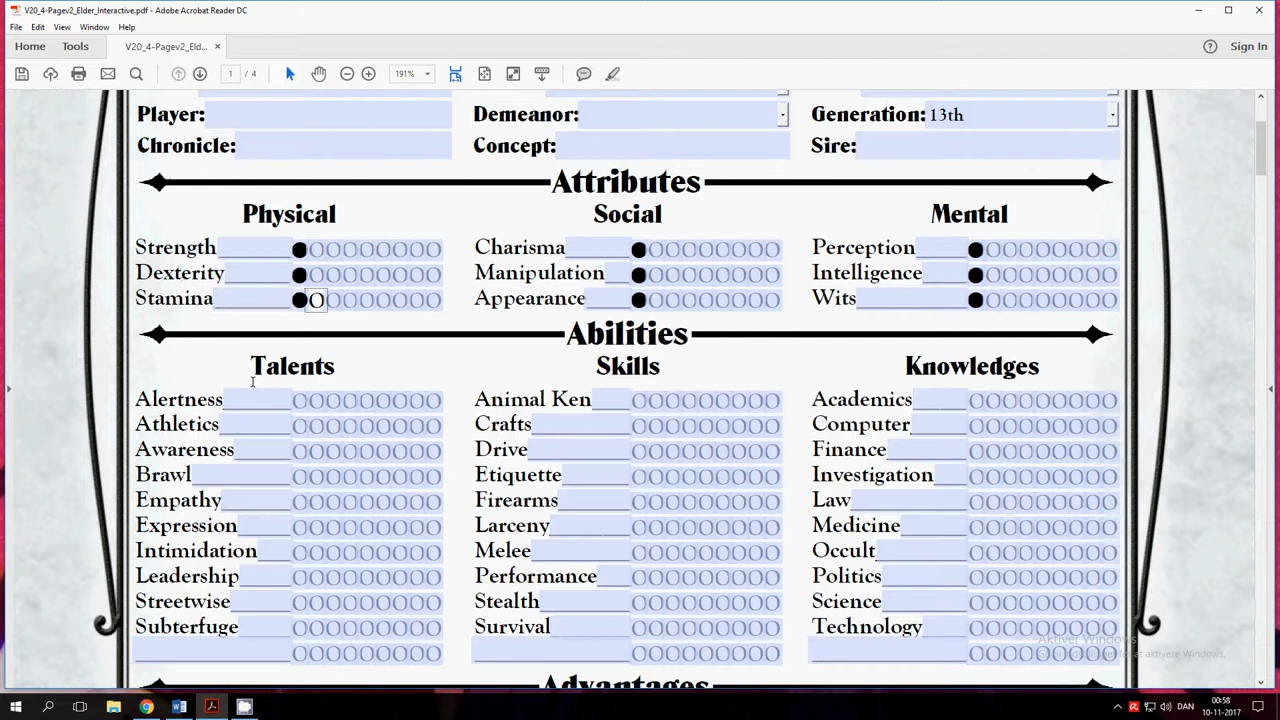 V20_4-Pagev2_Elder_Interactive.pdf - Adobe Acrobat Reader DC
File Edit View Window Help
Home Tools V20_4-Pagev2_Eld... × Sign In
1 / 4 191%
Player: Demeanor: Generation: 13th
Chronicle: Concept: Sire:
Attributes
Physical Social Mental
Strength Charisma Perception
Dexterity Manipulation Intelligence
Stamina Appearance Wits
Abilities
Talents Skills Knowledges
Alertness Animal Ken Academics
Athletics Crafts Computer
Awareness Drive Finance
Brawl Etiquette Investigation
Empathy Firearms Law
Expression Larceny Medicine
Intimidation Melee Occult
Leadership Performance Politics
Streetwise Stealth Science
Subterfuge Survival Technology
Aktiver Windows
aktivere Windows.
Advantages
DAN 00:58
10-11-2017